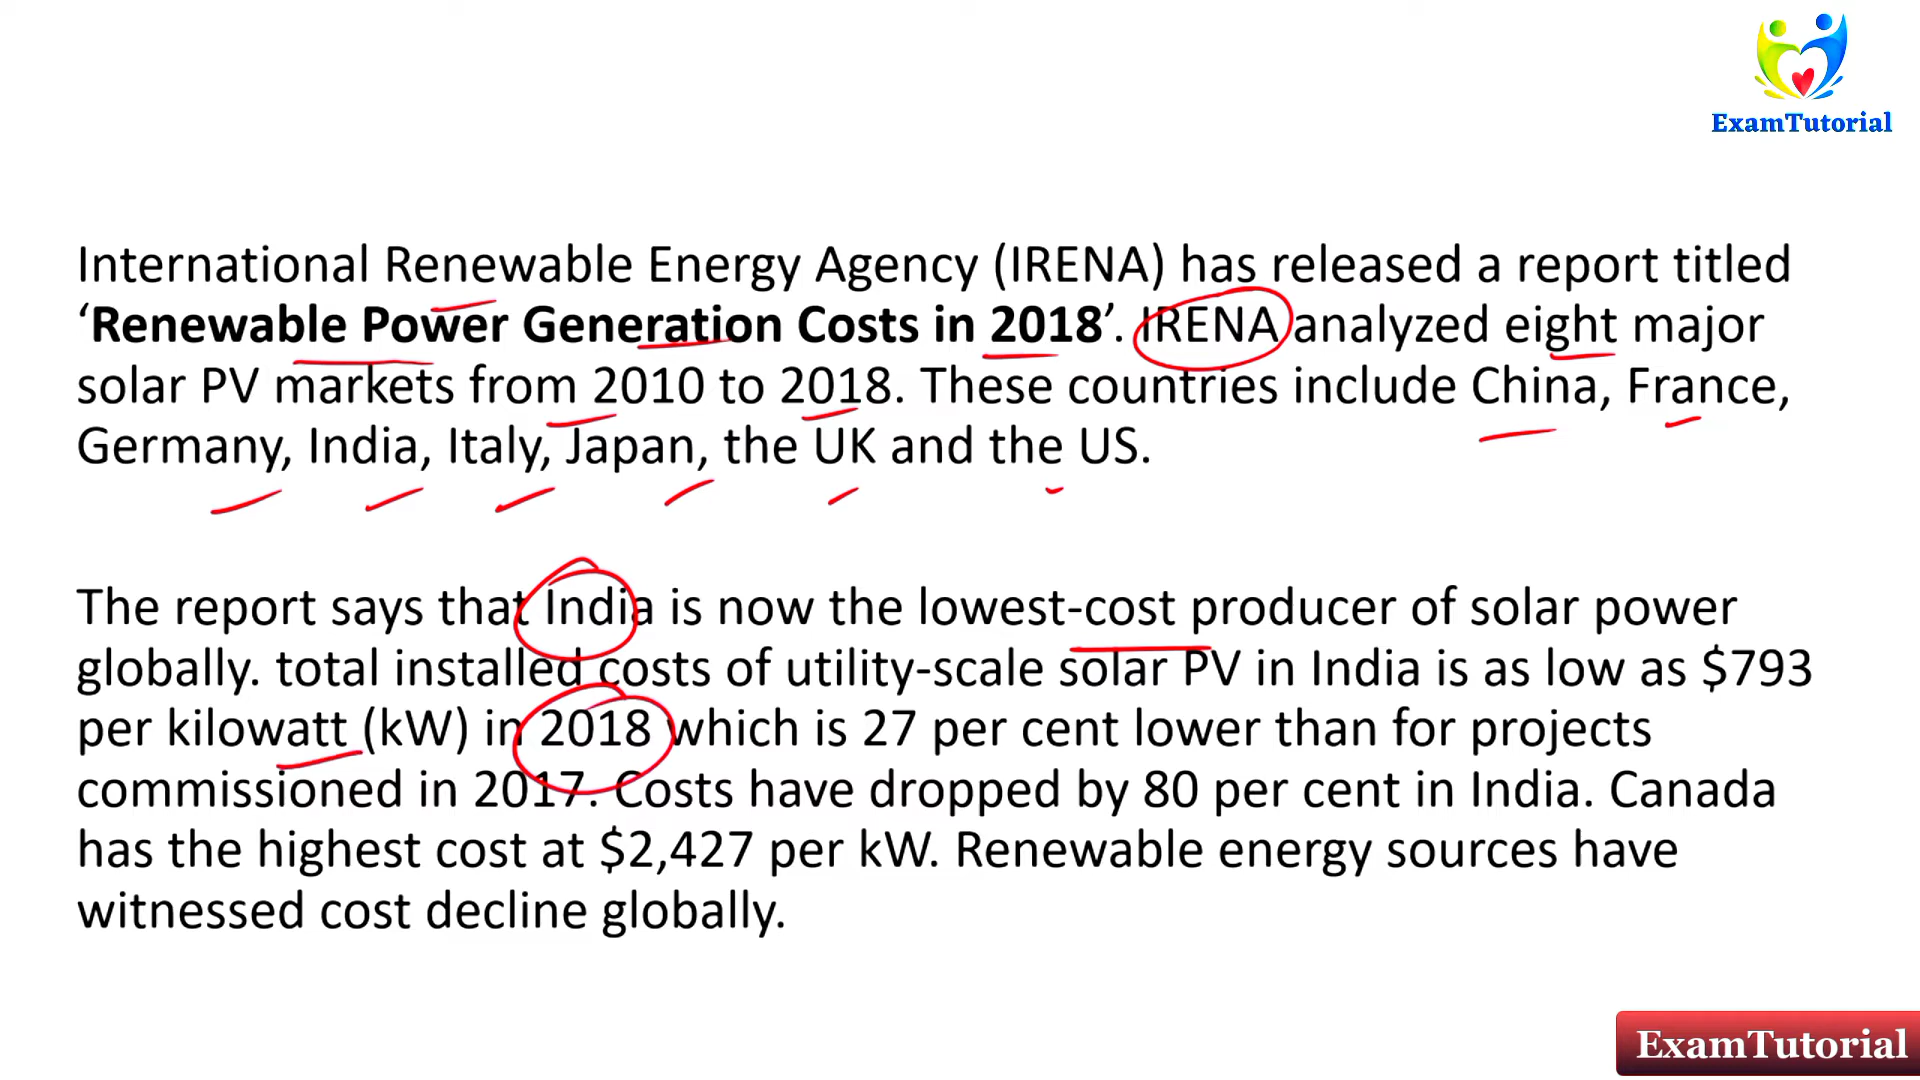 ExamTutorial
International Renewable Energy Agency (IRENA) has released a report titled
‘Renewable Power Generation Costs in 2018’. IRENA analyzed eight major
solar PV markets from 2010 to 2018. These countries include China, France,
Germany, India, Italy, Japan, the UK and the US.
The report says that India is now the lowest-cost producer of solar power
globally. total installed costs of utility-scale solar PV in India is as low as $793
per kilowatt (kW) in 2018 which is 27 per cent lower than for projects
commissioned in 2017. Costs have dropped by 80 per cent in India. Canada
has the highest cost at $2,427 per kW. Renewable energy sources have
witnessed cost decline globally.
ExamTutorial